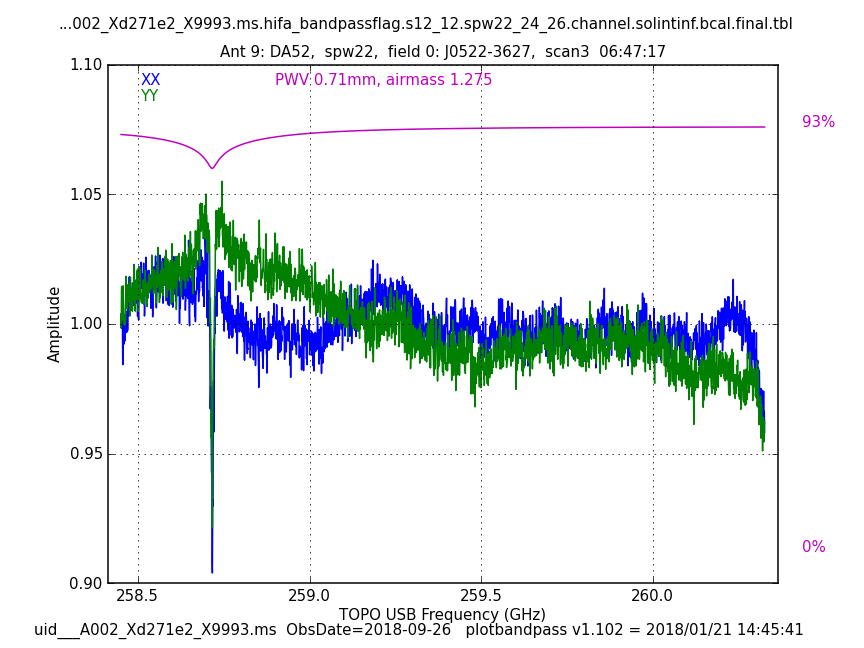 ...002_Xd271e2_X9993.ms.hifa_bandpassflag.s12_12.spw22_24_26.channel.solintinf.bcal.final.tbl
Ant 9: DA52,  spw22,  field 0: J0522-3627,  scan3  06:47:17
1.10
XX
PWV 0.71mm, airmass 1.275
YY
93%
1.05
1.00
Amplitude
0.95
0%
0.90
258.5
259.0
259.5
260.0
TOPO USB Frequency (GHz)
uid___A002_Xd271e2_X9993.ms  ObsDate=2018-09-26   plotbandpass v1.102 = 2018/01/21 14:45:41